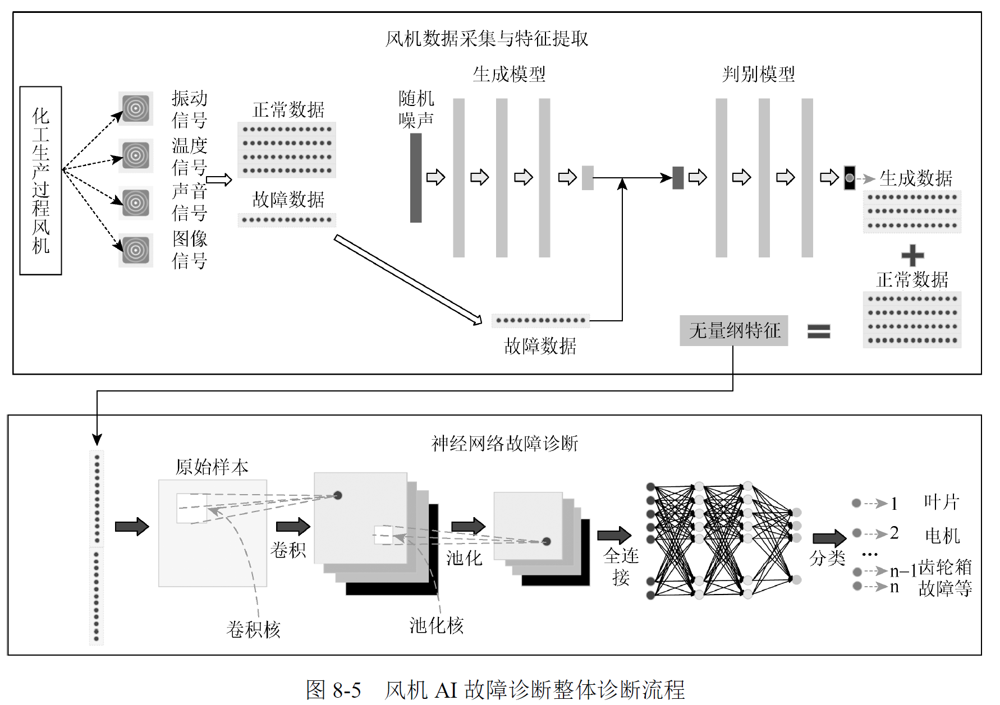 风机数据采集与特征提取
生成模型
判别模型
化工生产过程风机
振动
信号
温度
信号
声音
信号
图像
信号
正常数据
故障数据
随机
噪声
故障数据
生成数据
正常数据
无量纲特征
神经网络故障诊断
原始样本
卷积
卷积核
池化
池化核
全连
接
分类
1 叶片
2 电机
...
n-1 齿轮箱
n 故障等
图 8-5 风机 AI 故障诊断整体诊断流程